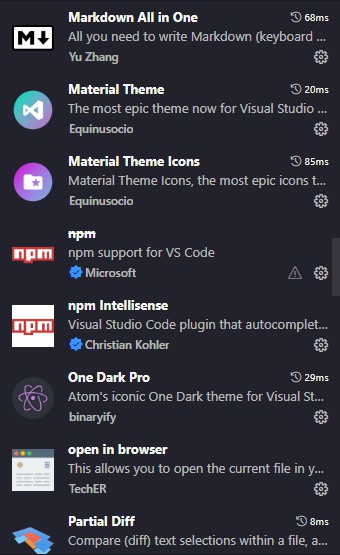 Markdown All in One 68ms
All you need to write Markdown (keyboard ...
Yu Zhang
Material Theme 20ms
The most epic theme now for Visual Studio ...
Equinusocio
Material Theme Icons 85ms
Material Theme Icons, the most epic icons t...
Equinusocio
npm
npm
npm support for VS Code
Microsoft
npm
npm Intellisense
Visual Studio Code plugin that autocomplet...
Christian Kohler
One Dark Pro 29ms
Atom's iconic One Dark theme for Visual St...
binaryify
open in browser
This allows you to open the current file in y...
TechER
Partial Diff 8ms
Compare (diff) text selections within a file, a...